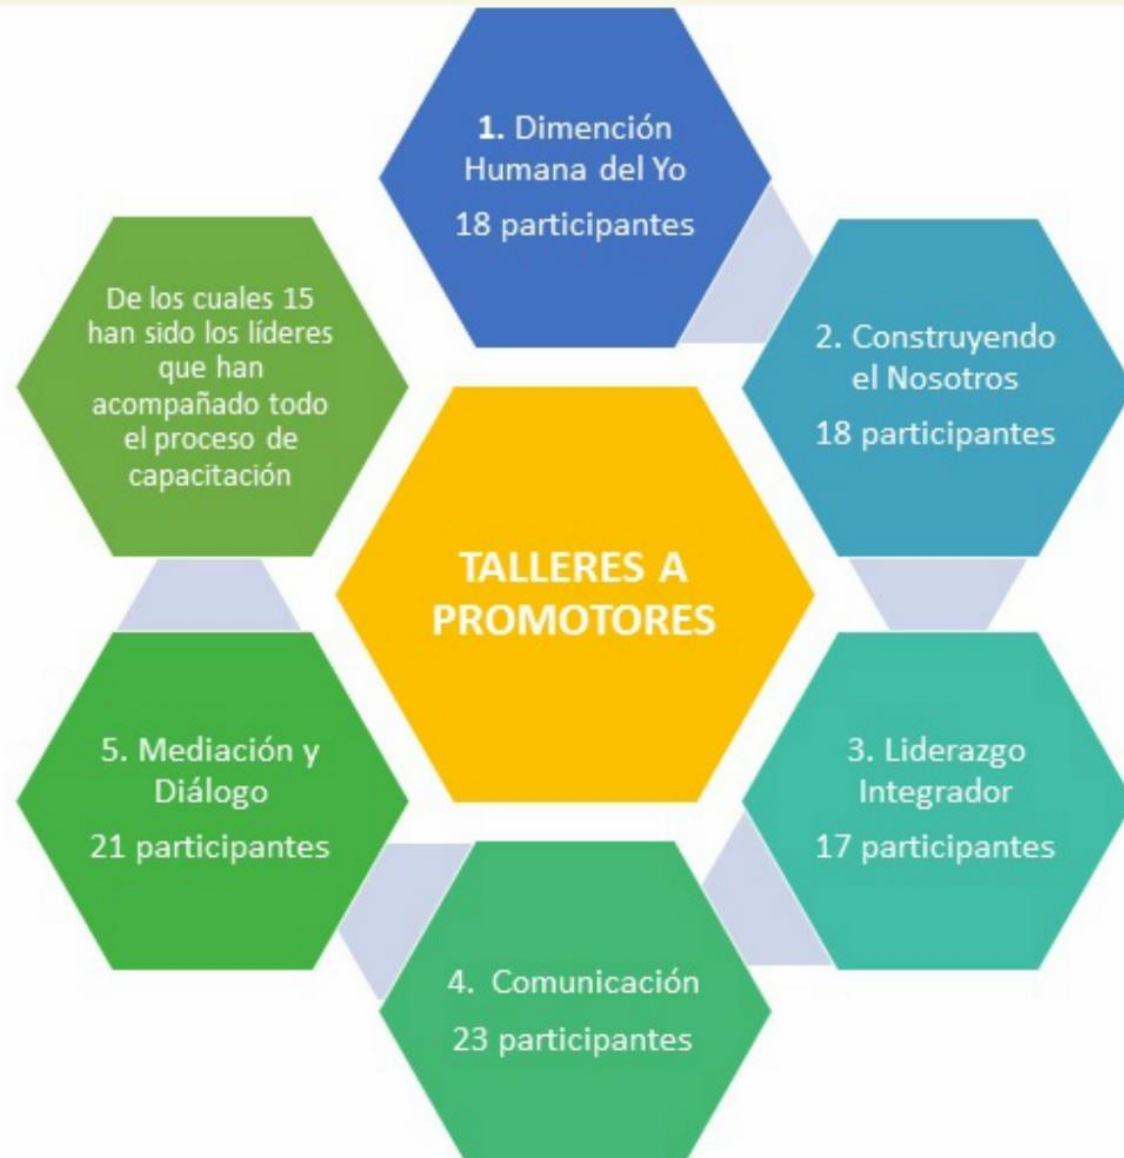 1. Dimención
Humana del Yo
18 participantes
2. Construyendo
el Nosotros
18 participantes
3. Liderazgo
Integrador
17 participantes
4. Comunicación
23 participantes
5. Mediación y
Diálogo
21 participantes
De los cuales 15
han sido los líderes
que han
acompañado todo
el proceso de
capacitación
TALLERES A
PROMOTORES